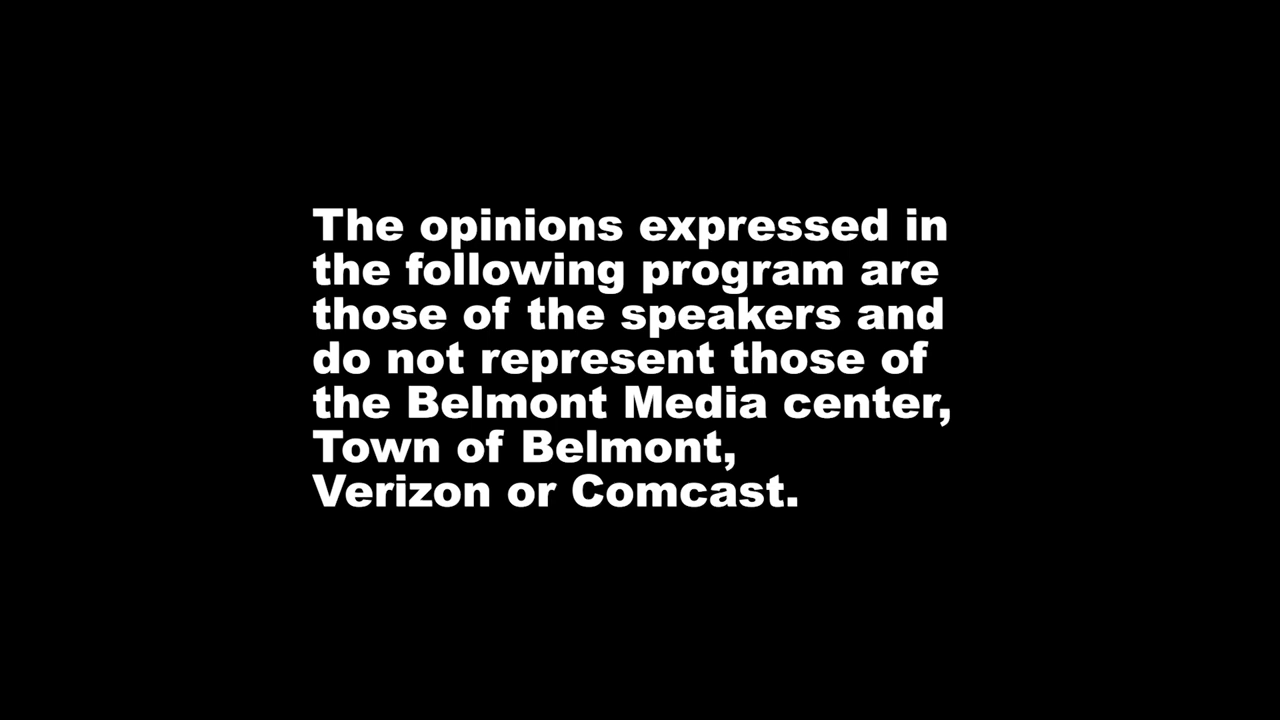 The opinions expressed in
the following program are
those of the speakers and
do not represent those of
the Belmont Media center,
Town of Belmont,
Verizon or Comcast.